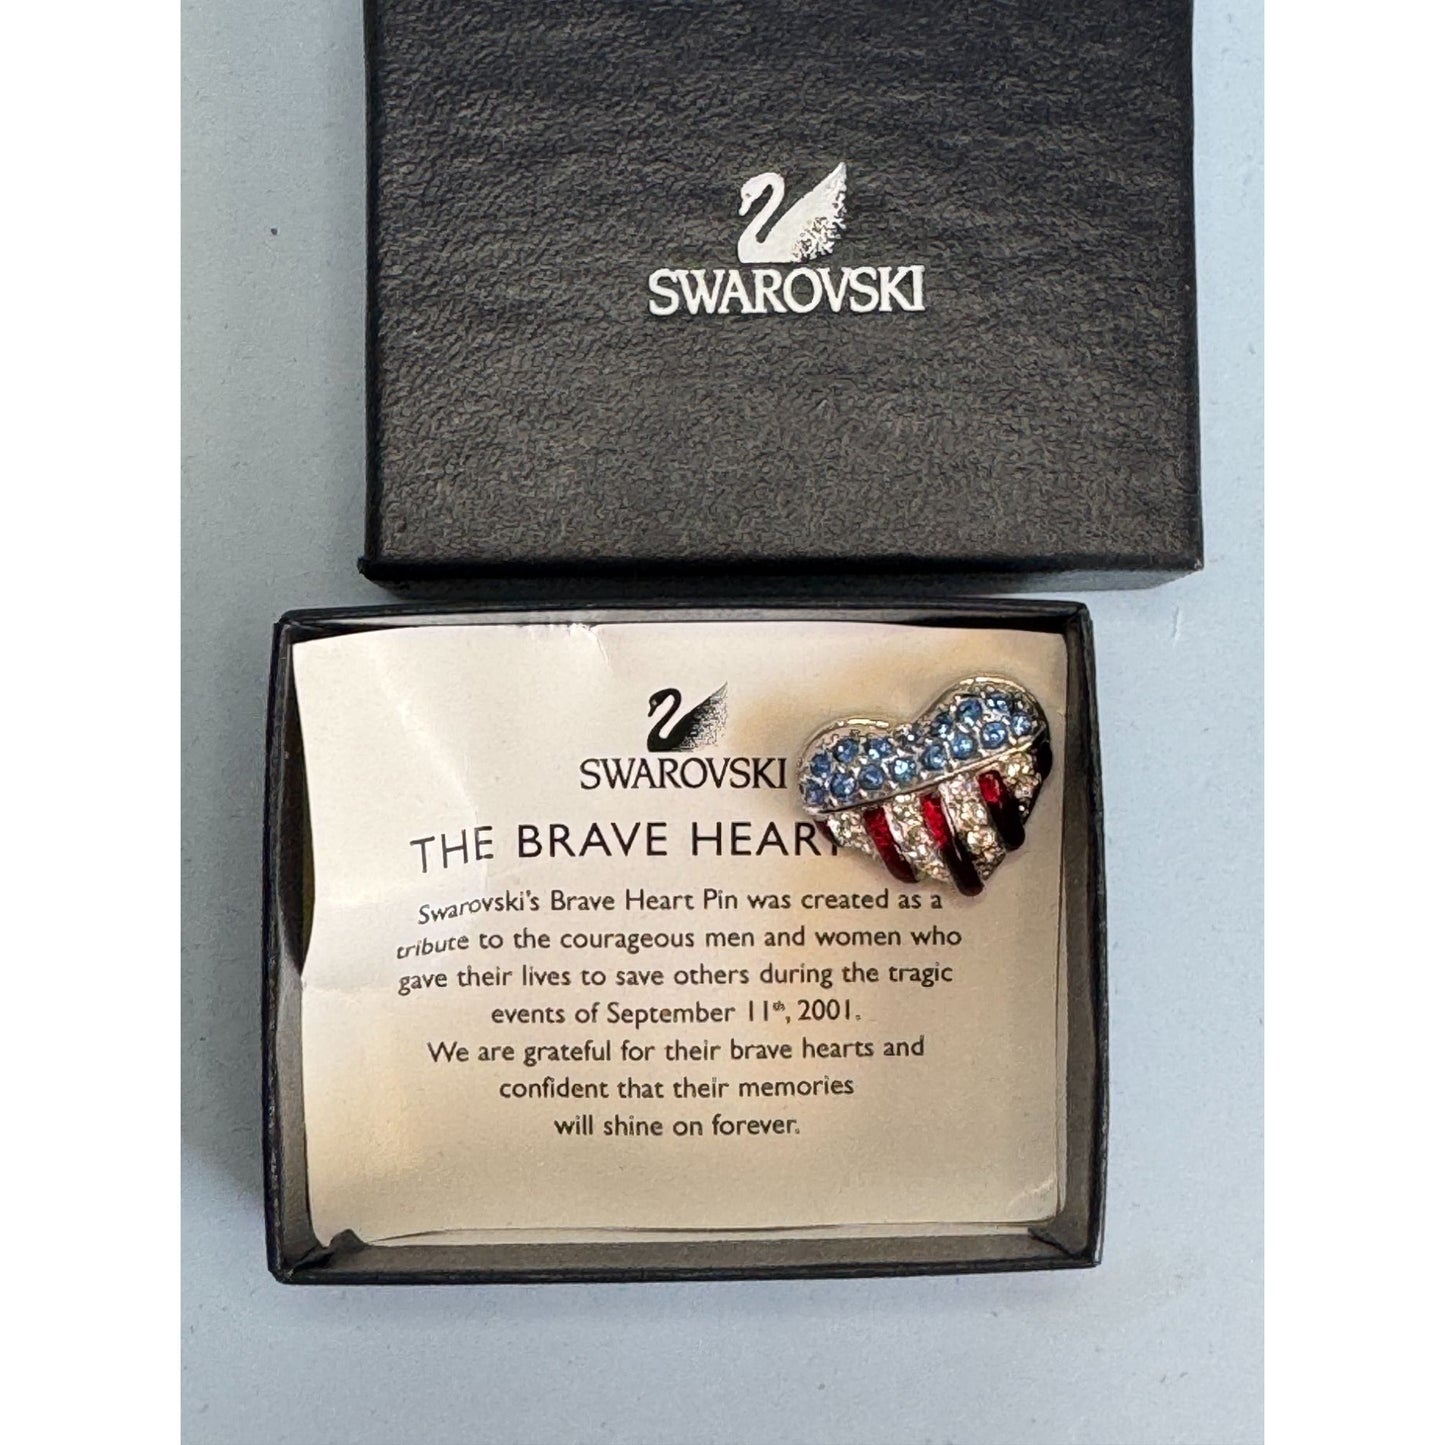 SWAROVSKI
SWAROVSKI
THE BRAVE HEART
Swarovski's Brave Heart Pin was created as a
tribute to the courageous men and women who
gave their lives to save others during the tragic
events of September 11th, 2001.
We are grateful for their brave hearts and
confident that their memories
will shine on forever.